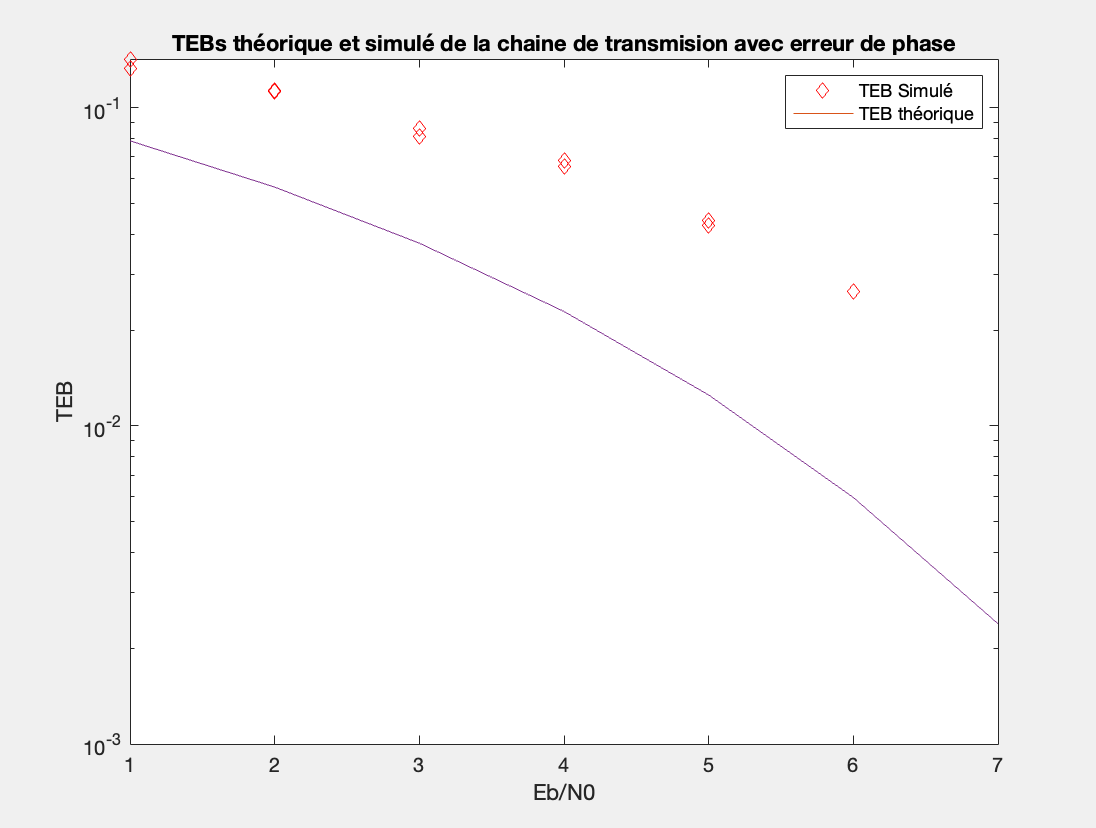 TEBs théorique et simulé de la chaine de transmision avec erreur de phase
TEB Simulé
TEB théorique
10^-1
10^-2
10^-3
TEB
1 2 3 4 5 6 7
Eb/N0